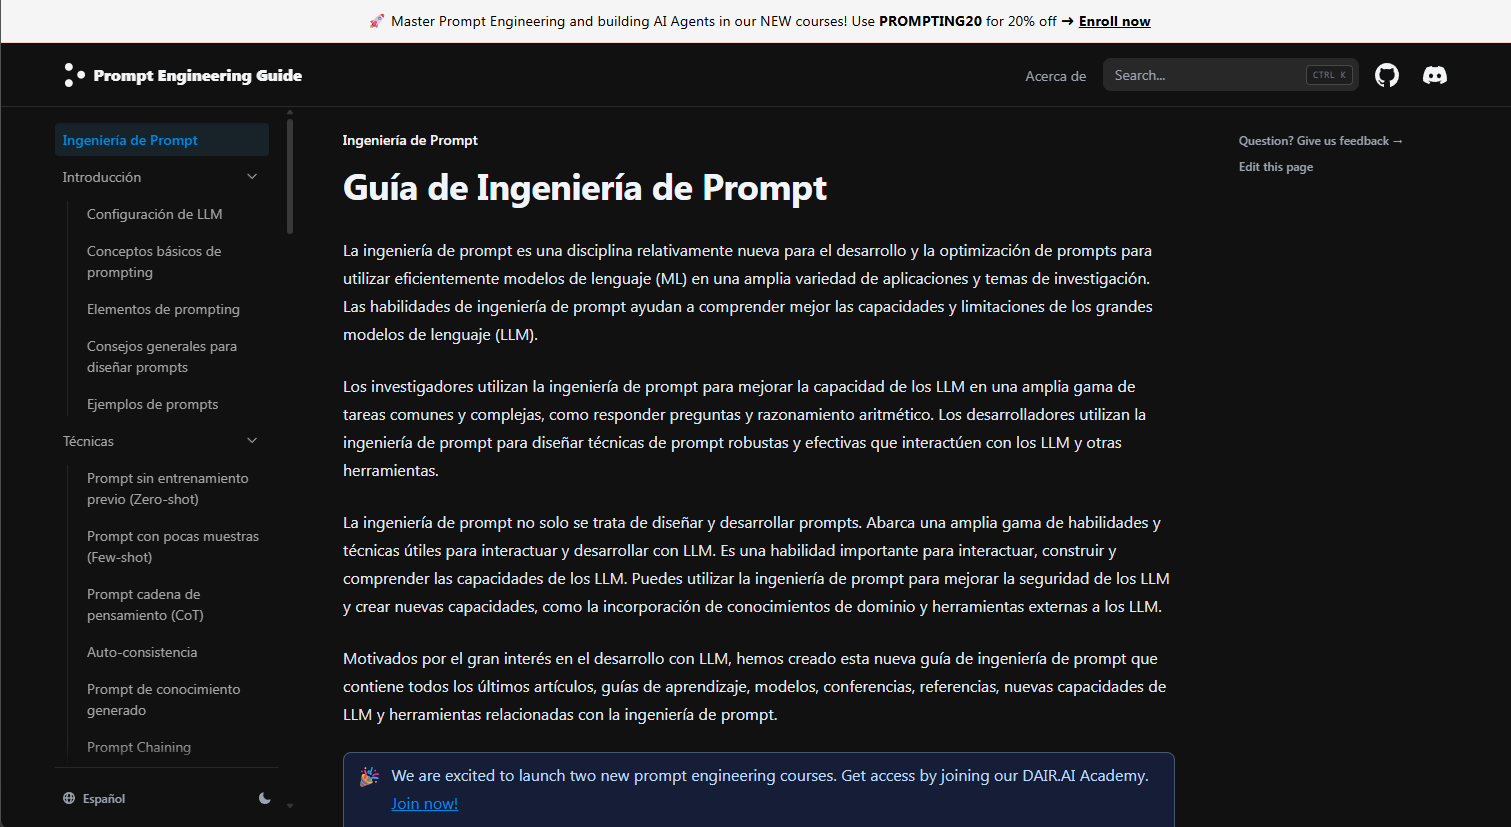 🚀 Master Prompt Engineering and building AI Agents in our NEW courses! Use PROMPTING20 for 20% off → Enroll now
Prompt Engineering Guide
Acerca de
Search...
CTRL K
Ingeniería de Prompt
Introducción
Configuración de LLM
Conceptos básicos de
prompting
Elementos de prompting
Consejos generales para
diseñar prompts
Ejemplos de prompts
Técnicas
Prompt sin entrenamiento
previo (Zero-shot)
Prompt con pocas muestras
(Few-shot)
Prompt cadena de
pensamiento (CoT)
Auto-consistencia
Prompt de conocimiento
generado
Prompt Chaining
Español
Ingeniería de Prompt
Guía de Ingeniería de Prompt
La ingeniería de prompt es una disciplina relativamente nueva para el desarrollo y la optimización de prompts para
utilizar eficientemente modelos de lenguaje (ML) en una amplia variedad de aplicaciones y temas de investigación.
Las habilidades de ingeniería de prompt ayudan a comprender mejor las capacidades y limitaciones de los grandes
modelos de lenguaje (LLM).
Los investigadores utilizan la ingeniería de prompt para mejorar la capacidad de los LLM en una amplia gama de
tareas comunes y complejas, como responder preguntas y razonamiento aritmético. Los desarrolladores utilizan la
ingeniería de prompt para diseñar técnicas de prompt robustas y efectivas que interactúen con los LLM y otras
herramientas.
La ingeniería de prompt no solo se trata de diseñar y desarrollar prompts. Abarca una amplia gama de habilidades y
técnicas útiles para interactuar y desarrollar con LLM. Es una habilidad importante para interactuar, construir y
comprender las capacidades de los LLM. Puedes utilizar la ingeniería de prompt para mejorar la seguridad de los LLM
y crear nuevas capacidades, como la incorporación de conocimientos de dominio y herramientas externas a los LLM.
Motivados por el gran interés en el desarrollo con LLM, hemos creado esta nueva guía de ingeniería de prompt que
contiene todos los últimos artículos, guías de aprendizaje, modelos, conferencias, referencias, nuevas capacidades de
LLM y herramientas relacionadas con la ingeniería de prompt.
🎉 We are excited to launch two new prompt engineering courses. Get access by joining our DAIR.AI Academy.
Join now!
Question? Give us feedback →
Edit this page